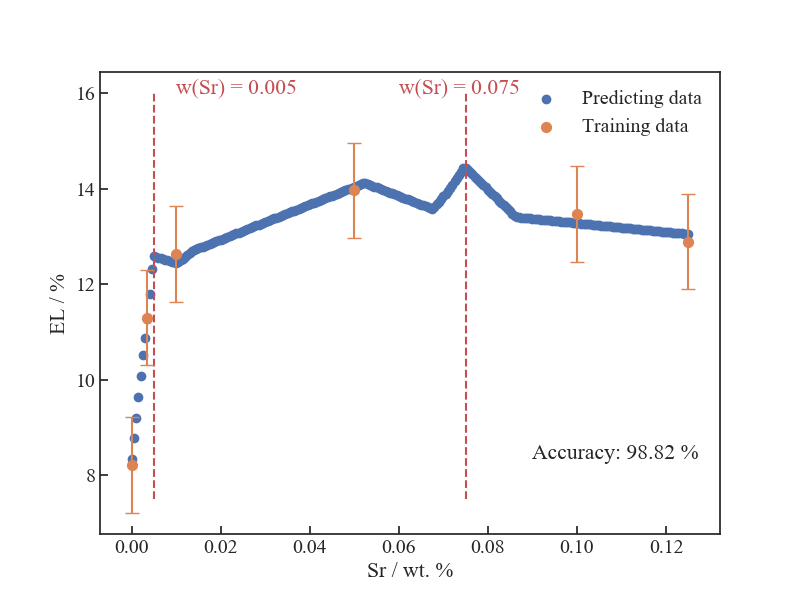 w(Sr) = 0.005
w(Sr) = 0.075
Predicting data
Training data
Accuracy: 98.82 %
EL / %
16
14
12
10
8
0.00 0.02 0.04 0.06 0.08 0.10 0.12
Sr / wt. %